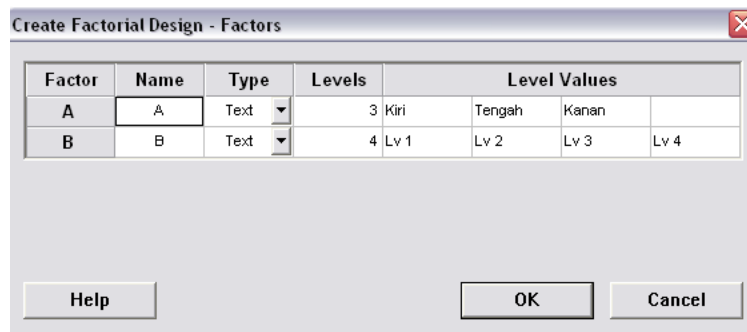 Create Factorial Design - Factors
Factor Name Type Levels Level Values
A A Text 3 Kiri Tengah Kanan
B B Text 4 Lv 1 Lv 2 Lv 3 Lv 4
Help OK Cancel